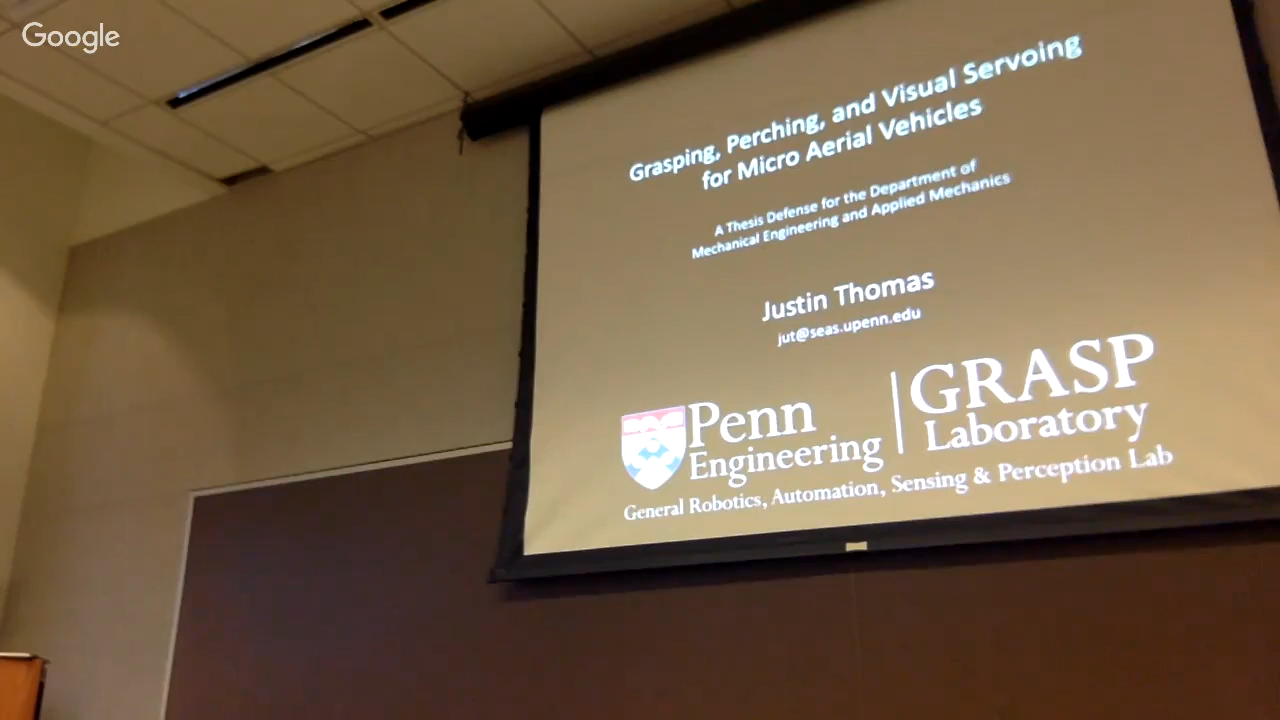 Google
Grasping, Perching, and Visual Servoing
for Micro Aerial Vehicles
A Thesis Defense for the Department of
Mechanical Engineering and Applied Mechanics
Justin Thomas
jut@seas.upenn.edu
Penn
Engineering
GRASP
Laboratory
General Robotics, Automation, Sensing & Perception Lab